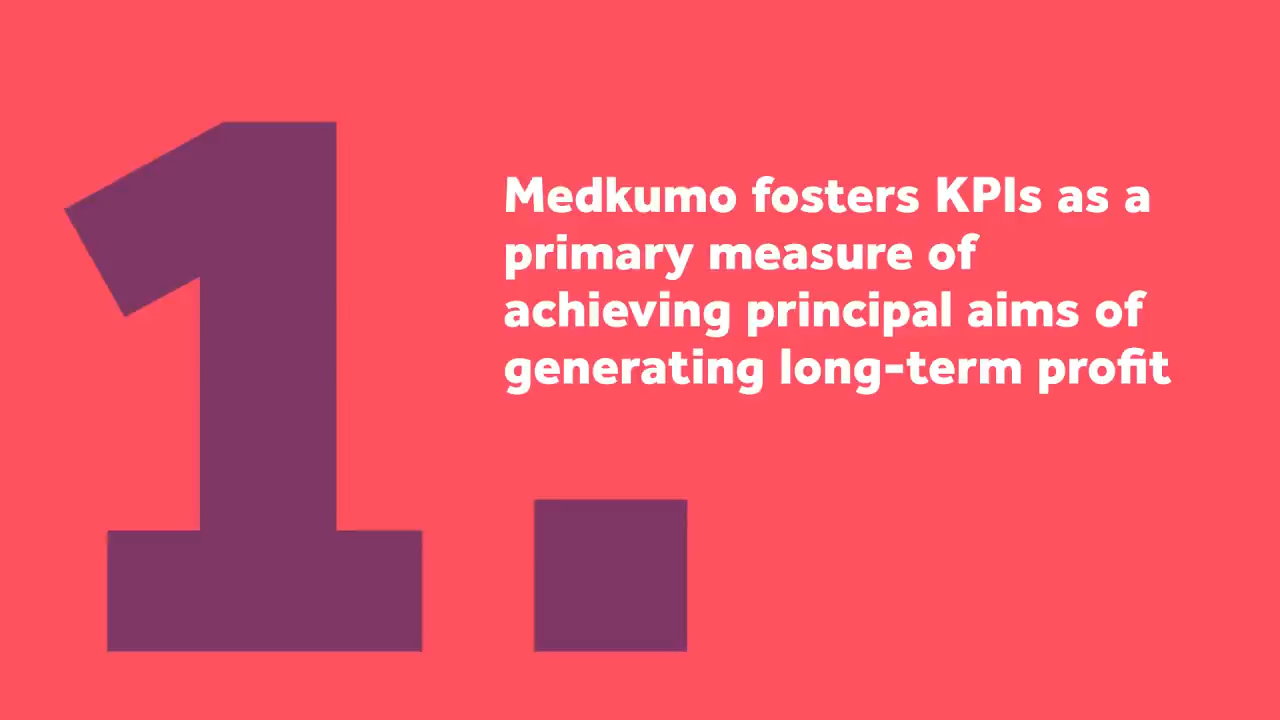 1.
Medkumo fosters KPIs as a
primary measure of
achieving principal aims of
generating long-term profit